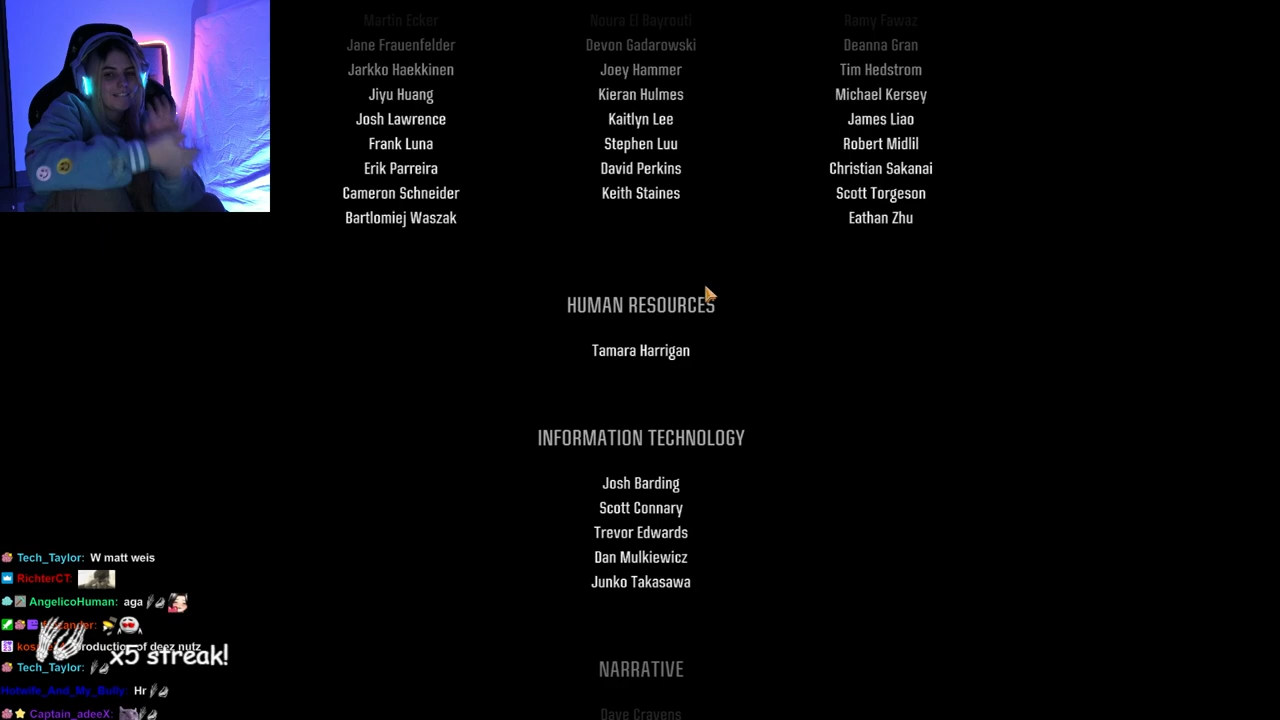 Martin Ecker Noura El Bayrouti Ramy Fawaz
Jane Frauenfelder Devon Gadarowski Deanna Gran
Jarkko Haekkinen Joey Hammer Tim Hedstrom
Jiyu Huang Kieran Hulmes Michael Kersey
Josh Lawrence Kaitlyn Lee James Liao
Frank Luna Stephen Luu Robert Midlil
Erik Parreira David Perkins Christian Sakanai
Cameron Schneider Keith Staines Scott Torgeson
Bartlomiej Waszak Eathan Zhu
HUMAN RESOURCES
Tamara Harrigan
INFORMATION TECHNOLOGY
Josh Barding
Scott Connary
Trevor Edwards
Dan Mulkiewicz
Junko Takasawa
NARRATIVE
Dave Cravens
Tech_Taylor: W matt weis
RichterCT:
AngelicoHuman: aga
production of deez nutz
x5 streak!
Tech_Taylor:
Hotwife_And_My_Bully: Hr
Captain_adeeX: